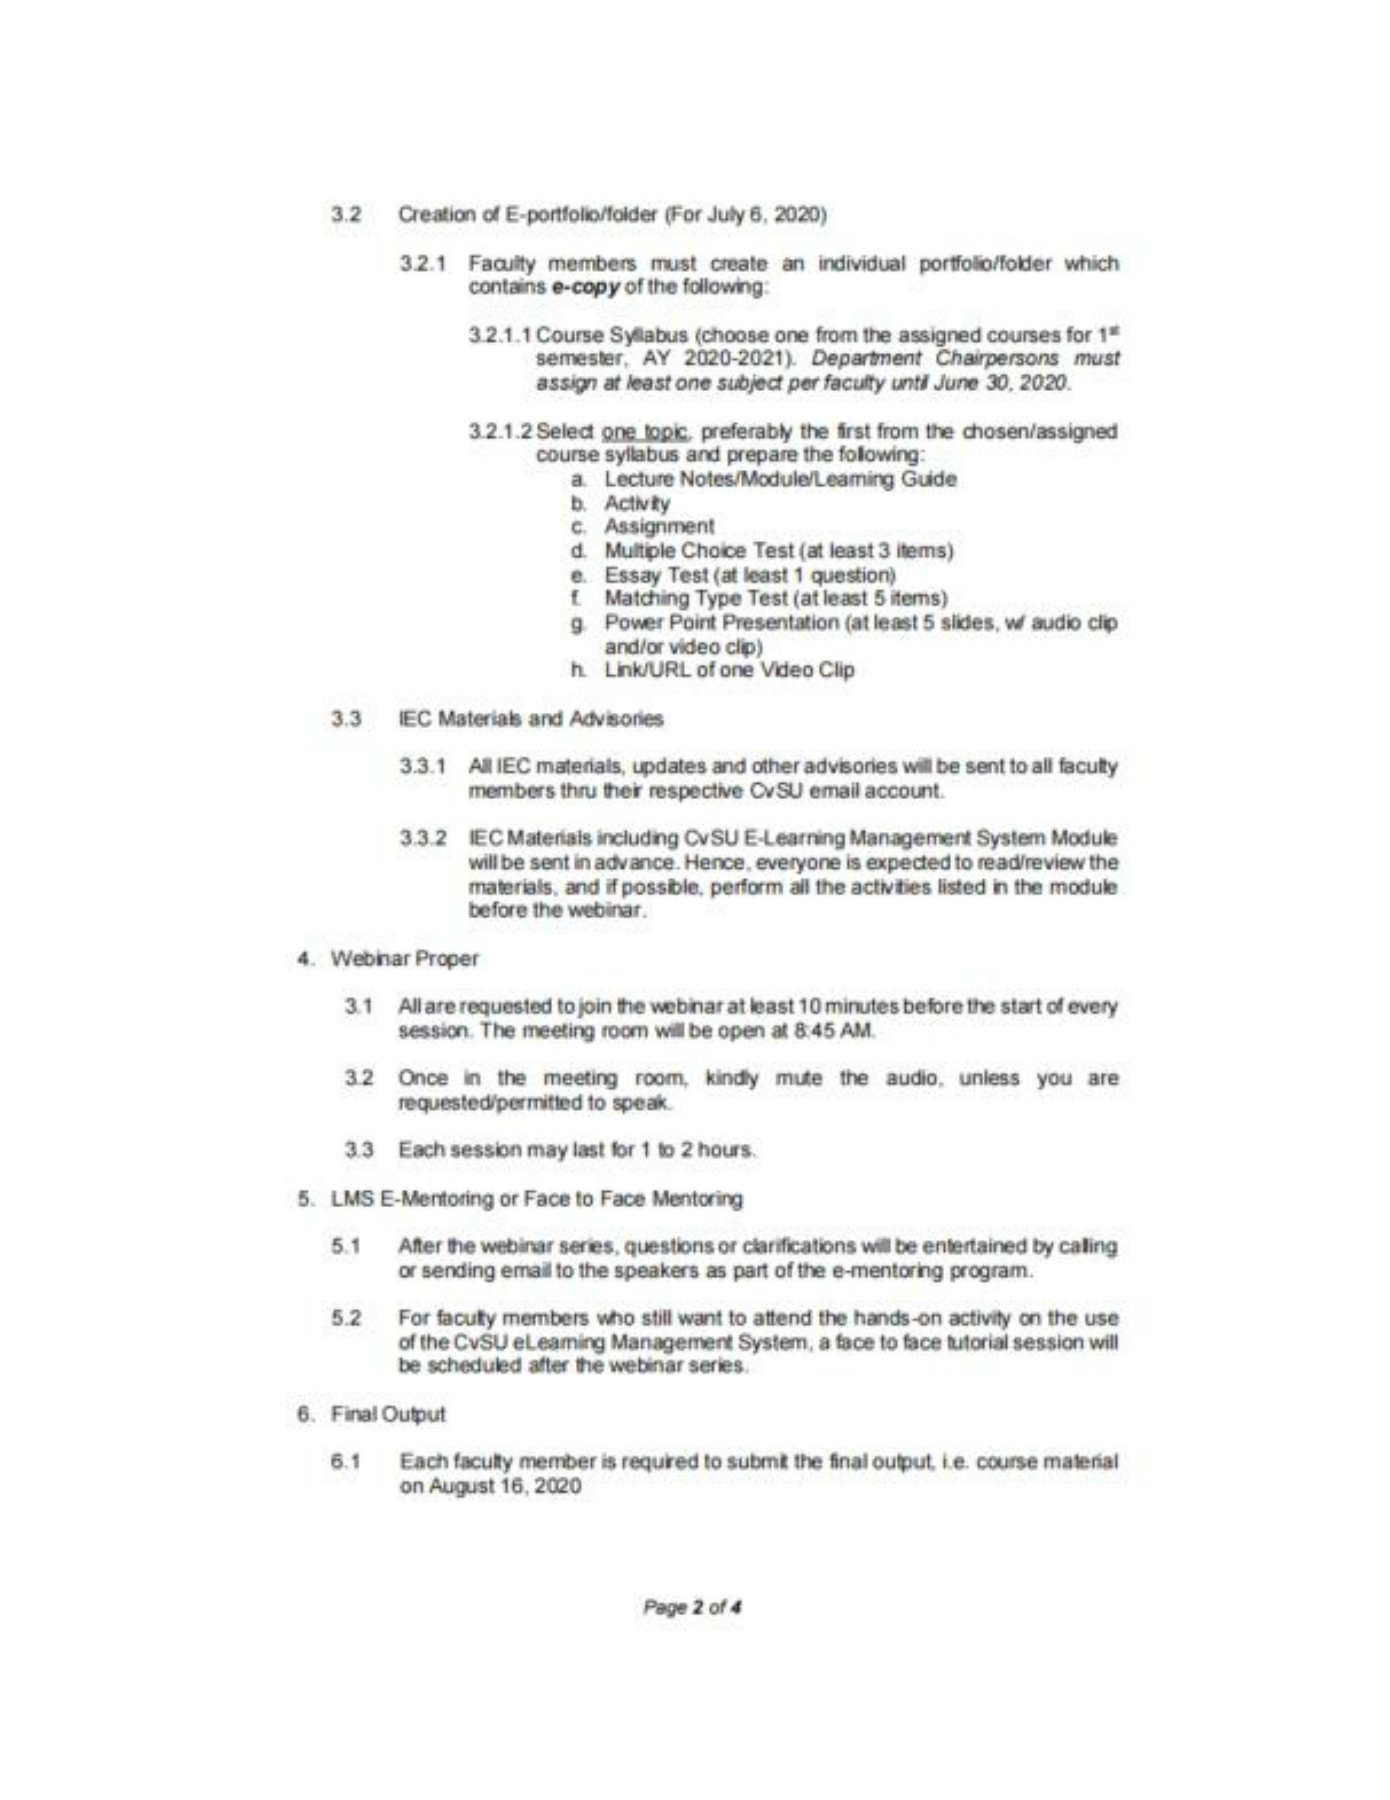 3.2 Creation of E-portfolio/folder (For July 6, 2020)
3.2.1 Faculty members must create an individual portfolio/folder which
contains e-copy of the following:
3.2.1.1 Course Syllabus (choose one from the assigned courses for 1st
semester, AY 2020-2021). Department Chairpersons must
assign at least one subject per faculty until June 30, 2020.
3.2.1.2 Select one topic, preferably the first from the chosen/assigned
course syllabus and prepare the following:
a. Lecture Notes/Module/Learning Guide
b. Activity
c. Assignment
d. Multiple Choice Test (at least 3 items)
e. Essay Test (at least 1 question)
f. Matching Type Test (at least 5 items)
g. Power Point Presentation (at least 5 slides, w/ audio clip
and/or video clip)
h. Link/URL of one Video Clip
3.3 IEC Materials and Advisories
3.3.1 All IEC materials, updates and other advisories will be sent to all faculty
members thru their respective CvSU email account.
3.3.2 IEC Materials including CvSU E-Learning Management System Module
will be sent in advance. Hence, everyone is expected to read/review the
materials, and if possible, perform all the activities listed in the module
before the webinar.
4. Webinar Proper
3.1 All are requested to join the webinar at least 10 minutes before the start of every
session. The meeting room will be open at 8:45 AM.
3.2 Once in the meeting room, kindly mute the audio, unless you are
requested/permitted to speak.
3.3 Each session may last for 1 to 2 hours.
5. LMS E-Mentoring or Face to Face Mentoring
5.1 After the webinar series, questions or clarifications will be entertained by calling
or sending email to the speakers as part of the e-mentoring program.
5.2 For faculty members who still want to attend the hands-on activity on the use
of the CvSU eLearning Management System, a face to face tutorial session will
be scheduled after the webinar series.
6. Final Output
6.1 Each faculty member is required to submit the final output, i.e. course material
on August 16, 2020
Page 2 of 4